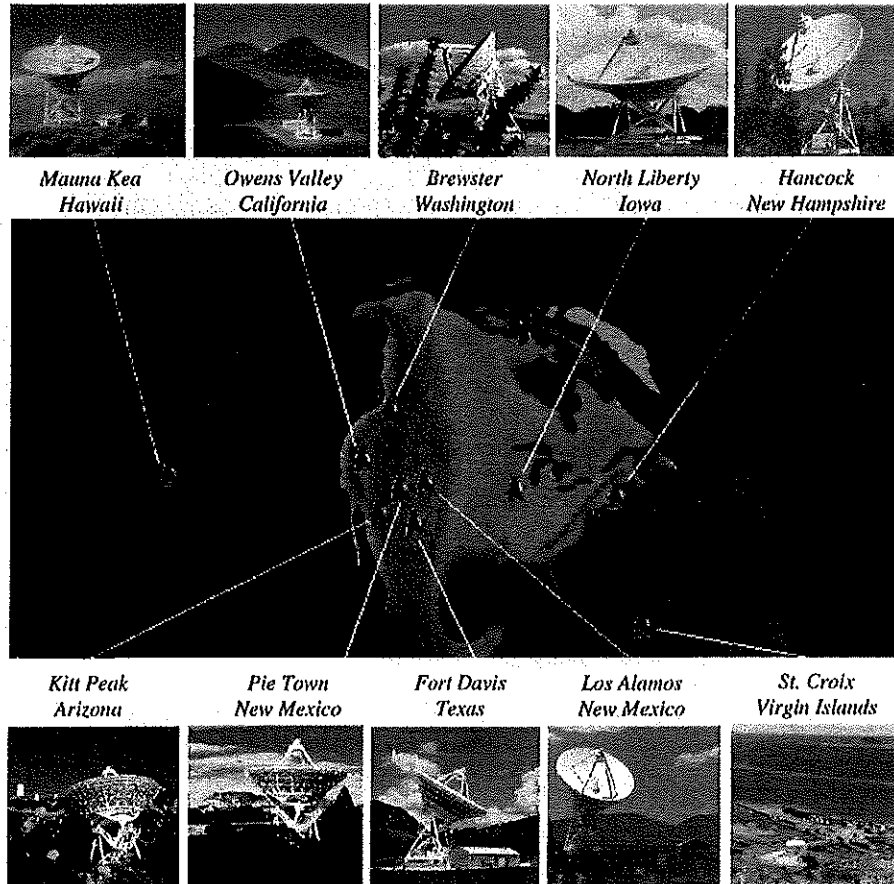 Mauna Kea
Hawaii
Owens Valley
California
Brewster
Washington
North Liberty
Iowa
Hancock
New Hampshire
Kitt Peak
Arizona
Pie Town
New Mexico
Fort Davis
Texas
Los Alamos
New Mexico
St. Croix
Virgin Islands